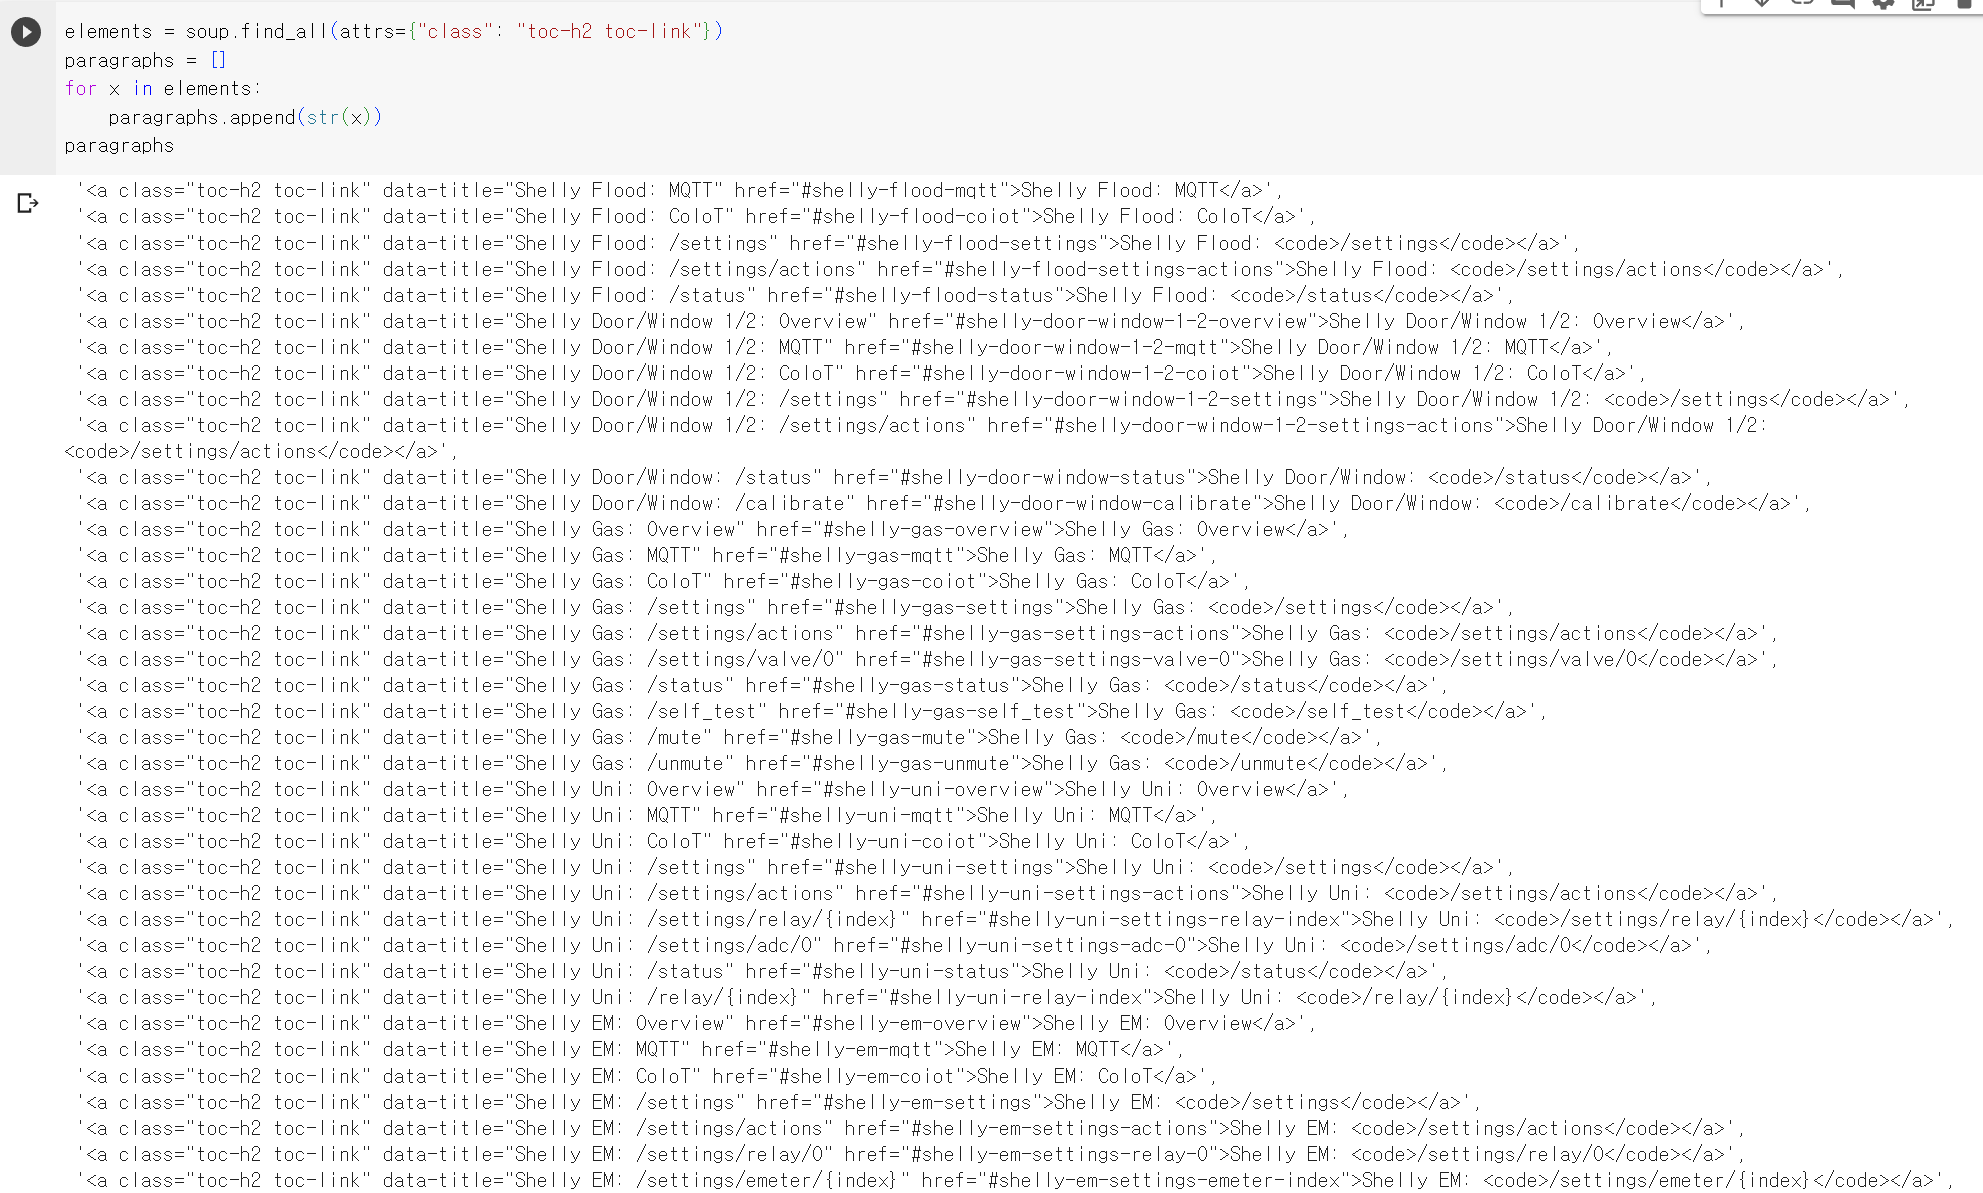 elements = soup.find_all(attrs={"class": "toc-h2 toc-link"})
paragraphs = []
for x in elements:
    paragraphs.append(str(x))
paragraphs
'<a class="toc-h2 toc-link" data-title="Shelly Flood: MQTT" href="#shelly-flood-mqtt">Shelly Flood: MQTT</a>',
'<a class="toc-h2 toc-link" data-title="Shelly Flood: CoIoT" href="#shelly-flood-coiot">Shelly Flood: CoIoT</a>',
'<a class="toc-h2 toc-link" data-title="Shelly Flood: /settings" href="#shelly-flood-settings">Shelly Flood: <code>/settings</code></a>',
'<a class="toc-h2 toc-link" data-title="Shelly Flood: /settings/actions" href="#shelly-flood-settings-actions">Shelly Flood: <code>/settings/actions</code></a>',
'<a class="toc-h2 toc-link" data-title="Shelly Flood: /status" href="#shelly-flood-status">Shelly Flood: <code>/status</code></a>',
'<a class="toc-h2 toc-link" data-title="Shelly Door/Window 1/2: Overview" href="#shelly-door-window-1-2-overview">Shelly Door/Window 1/2: Overview</a>',
'<a class="toc-h2 toc-link" data-title="Shelly Door/Window 1/2: MQTT" href="#shelly-door-window-1-2-mqtt">Shelly Door/Window 1/2: MQTT</a>',
'<a class="toc-h2 toc-link" data-title="Shelly Door/Window 1/2: CoIoT" href="#shelly-door-window-1-2-coiot">Shelly Door/Window 1/2: CoIoT</a>',
'<a class="toc-h2 toc-link" data-title="Shelly Door/Window 1/2: /settings" href="#shelly-door-window-1-2-settings">Shelly Door/Window 1/2: <code>/settings</code></a>',
'<a class="toc-h2 toc-link" data-title="Shelly Door/Window 1/2: /settings/actions" href="#shelly-door-window-1-2-settings-actions">Shelly Door/Window 1/2:
<code>/settings/actions</code></a>',
'<a class="toc-h2 toc-link" data-title="Shelly Door/Window: /status" href="#shelly-door-window-status">Shelly Door/Window: <code>/status</code></a>',
'<a class="toc-h2 toc-link" data-title="Shelly Door/Window: /calibrate" href="#shelly-door-window-calibrate">Shelly Door/Window: <code>/calibrate</code></a>',
'<a class="toc-h2 toc-link" data-title="Shelly Gas: Overview" href="#shelly-gas-overview">Shelly Gas: Overview</a>',
'<a class="toc-h2 toc-link" data-title="Shelly Gas: MQTT" href="#shelly-gas-mqtt">Shelly Gas: MQTT</a>',
'<a class="toc-h2 toc-link" data-title="Shelly Gas: CoIoT" href="#shelly-gas-coiot">Shelly Gas: CoIoT</a>',
'<a class="toc-h2 toc-link" data-title="Shelly Gas: /settings" href="#shelly-gas-settings">Shelly Gas: <code>/settings</code></a>',
'<a class="toc-h2 toc-link" data-title="Shelly Gas: /settings/actions" href="#shelly-gas-settings-actions">Shelly Gas: <code>/settings/actions</code></a>',
'<a class="toc-h2 toc-link" data-title="Shelly Gas: /settings/valve/0" href="#shelly-gas-settings-valve-0">Shelly Gas: <code>/settings/valve/0</code></a>',
'<a class="toc-h2 toc-link" data-title="Shelly Gas: /status" href="#shelly-gas-status">Shelly Gas: <code>/status</code></a>',
'<a class="toc-h2 toc-link" data-title="Shelly Gas: /self_test" href="#shelly-gas-self_test">Shelly Gas: <code>/self_test</code></a>',
'<a class="toc-h2 toc-link" data-title="Shelly Gas: /mute" href="#shelly-gas-mute">Shelly Gas: <code>/mute</code></a>',
'<a class="toc-h2 toc-link" data-title="Shelly Gas: /unmute" href="#shelly-gas-unmute">Shelly Gas: <code>/unmute</code></a>',
'<a class="toc-h2 toc-link" data-title="Shelly Uni: Overview" href="#shelly-uni-overview">Shelly Uni: Overview</a>',
'<a class="toc-h2 toc-link" data-title="Shelly Uni: MQTT" href="#shelly-uni-mqtt">Shelly Uni: MQTT</a>',
'<a class="toc-h2 toc-link" data-title="Shelly Uni: CoIoT" href="#shelly-uni-coiot">Shelly Uni: CoIoT</a>',
'<a class="toc-h2 toc-link" data-title="Shelly Uni: /settings" href="#shelly-uni-settings">Shelly Uni: <code>/settings</code></a>',
'<a class="toc-h2 toc-link" data-title="Shelly Uni: /settings/actions" href="#shelly-uni-settings-actions">Shelly Uni: <code>/settings/actions</code></a>',
'<a class="toc-h2 toc-link" data-title="Shelly Uni: /settings/relay/{index}" href="#shelly-uni-settings-relay-index">Shelly Uni: <code>/settings/relay/{index}</code></a>',
'<a class="toc-h2 toc-link" data-title="Shelly Uni: /settings/adc/0" href="#shelly-uni-settings-adc-0">Shelly Uni: <code>/settings/adc/0</code></a>',
'<a class="toc-h2 toc-link" data-title="Shelly Uni: /status" href="#shelly-uni-status">Shelly Uni: <code>/status</code></a>',
'<a class="toc-h2 toc-link" data-title="Shelly Uni: /relay/{index}" href="#shelly-uni-relay-index">Shelly Uni: <code>/relay/{index}</code></a>',
'<a class="toc-h2 toc-link" data-title="Shelly EM: Overview" href="#shelly-em-overview">Shelly EM: Overview</a>',
'<a class="toc-h2 toc-link" data-title="Shelly EM: MQTT" href="#shelly-em-mqtt">Shelly EM: MQTT</a>',
'<a class="toc-h2 toc-link" data-title="Shelly EM: CoIoT" href="#shelly-em-coiot">Shelly EM: CoIoT</a>',
'<a class="toc-h2 toc-link" data-title="Shelly EM: /settings" href="#shelly-em-settings">Shelly EM: <code>/settings</code></a>',
'<a class="toc-h2 toc-link" data-title="Shelly EM: /settings/actions" href="#shelly-em-settings-actions">Shelly EM: <code>/settings/actions</code></a>',
'<a class="toc-h2 toc-link" data-title="Shelly EM: /settings/relay/0" href="#shelly-em-settings-relay-0">Shelly EM: <code>/settings/relay/0</code></a>',
'<a class="toc-h2 toc-link" data-title="Shelly EM: /settings/emeter/{index}" href="#shelly-em-settings-emeter-index">Shelly EM: <code>/settings/emeter/{index}</code></a>',